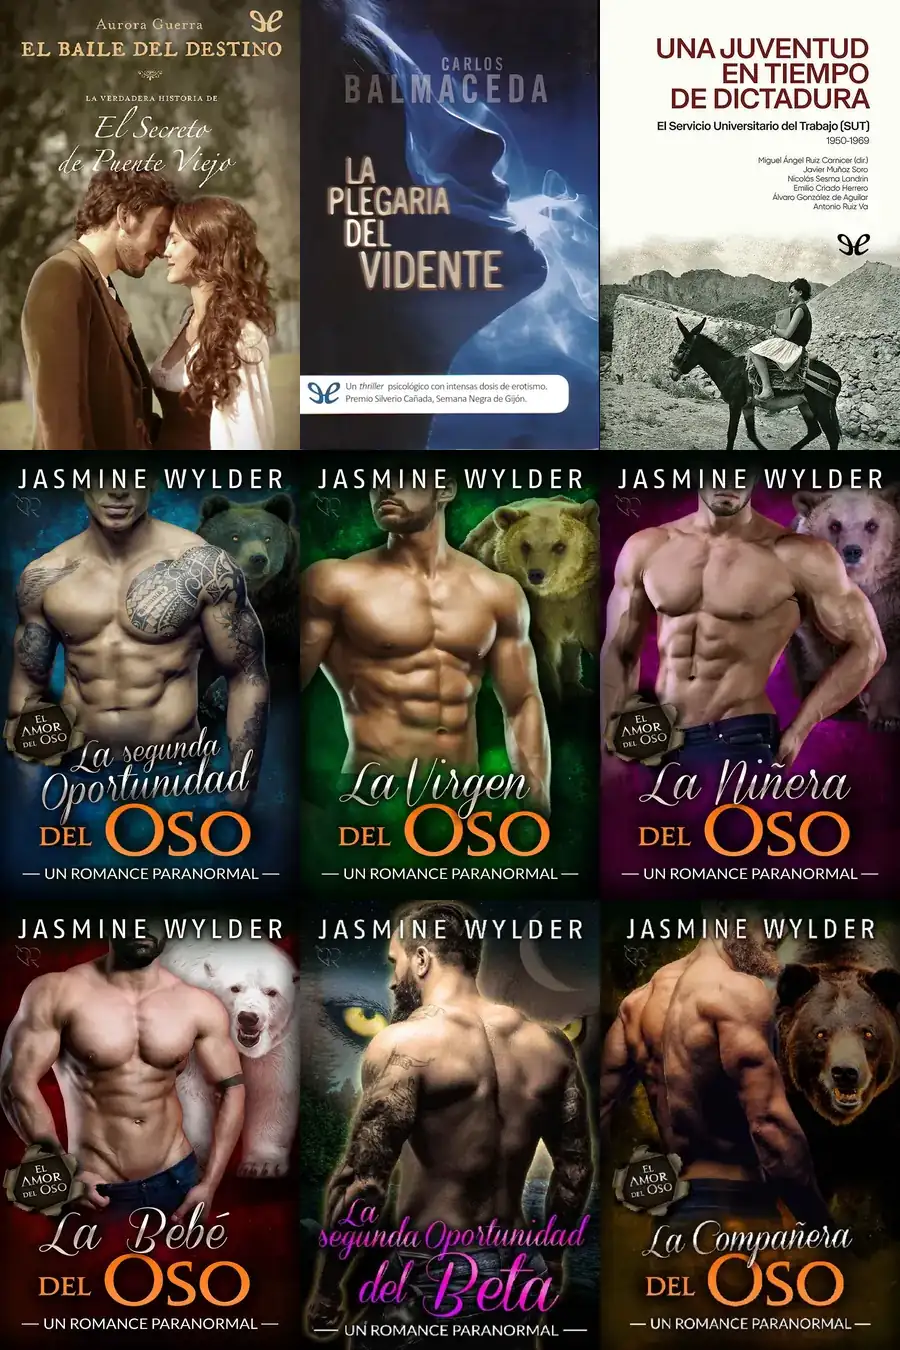 Aurora Guerra
EL BAILE DEL DESTINO
LA VERDADERA HISTORIA DE
El Secreto
de Puente Viejo
CARLOS
BALMACEDA
LA
PLEGARIA
DEL
VIDENTE
Un thriller psicológico con intensas dosis de erotismo.
Premio Silverio Cañada, Semana Negra de Gijón.
UNA JUVENTUD
EN TIEMPO
DE DICTADURA
El Servicio Universitario del Trabajo (SUT)
1950-1969
Miguel Ángel Ruiz Carnicer (dir.)
Javier Muñoz Soro
Nicolás Sesma Landrin
Emilio Criado Herrero
Álvaro González de Aguilar
Antonio Ruiz Va
JASMINE WYLDER
EL
AMOR
DEL OSO
La segunda
Oportunidad
DEL OSO
— UN ROMANCE PARANORMAL —
JASMINE WYLDER
La Virgen
DEL OSO
— UN ROMANCE PARANORMAL —
JASMINE WYLDER
EL
AMOR
DEL OSO
La Niñera
DEL OSO
— UN ROMANCE PARANORMAL —
JASMINE WYLDER
EL
AMOR
DEL OSO
La Bebé
DEL OSO
— UN ROMANCE PARANORMAL —
JASMINE WYLDER
La
segunda Oportunidad
del Beta
— UN ROMANCE PARANORMAL —
JASMINE WYLDER
EL
AMOR
DEL OSO
La Compañera
DEL OSO
— UN ROMANCE PARANORMAL —